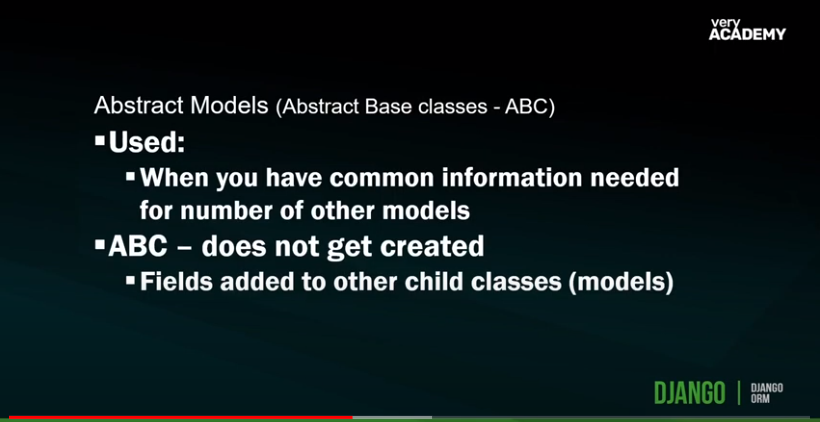 very
ACADEMY
Abstract Models (Abstract Base classes - ABC)
▪Used:
▪When you have common information needed
for number of other models
▪ABC – does not get created
▪Fields added to other child classes (models)
DJANGO | DJANGO
ORM